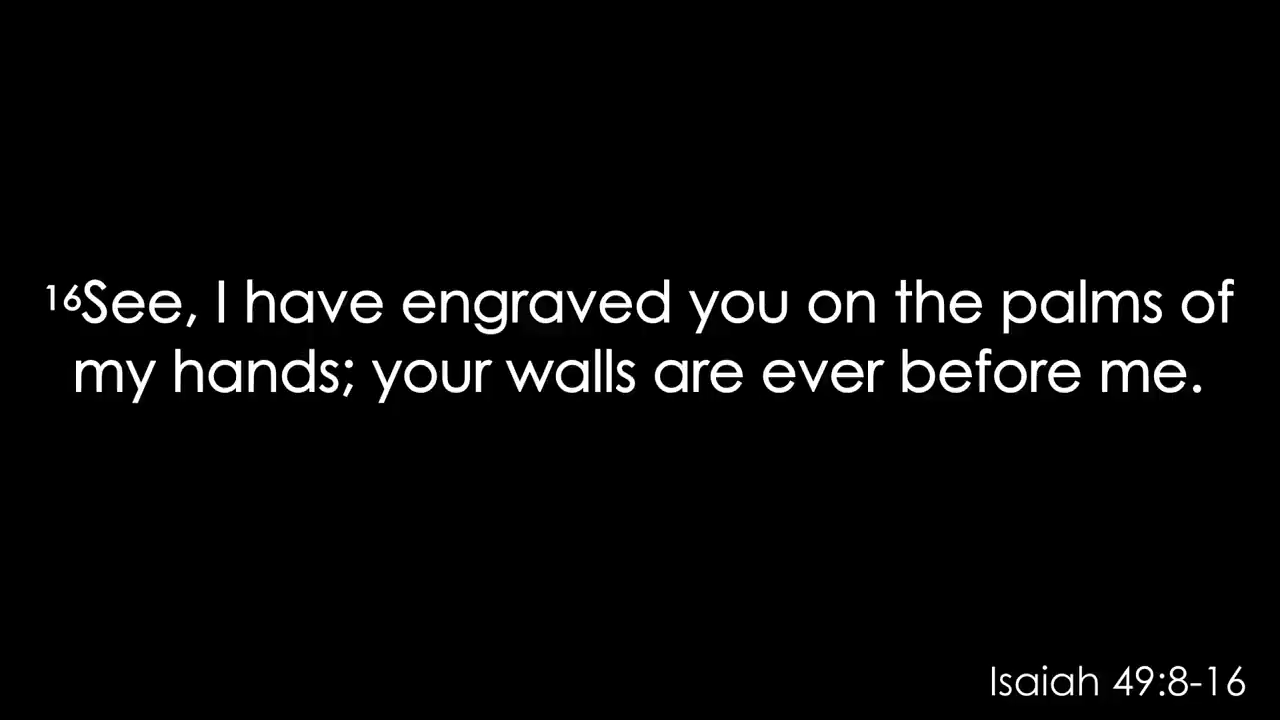 16See, I have engraved you on the palms of
my hands; your walls are ever before me.
Isaiah 49:8-16